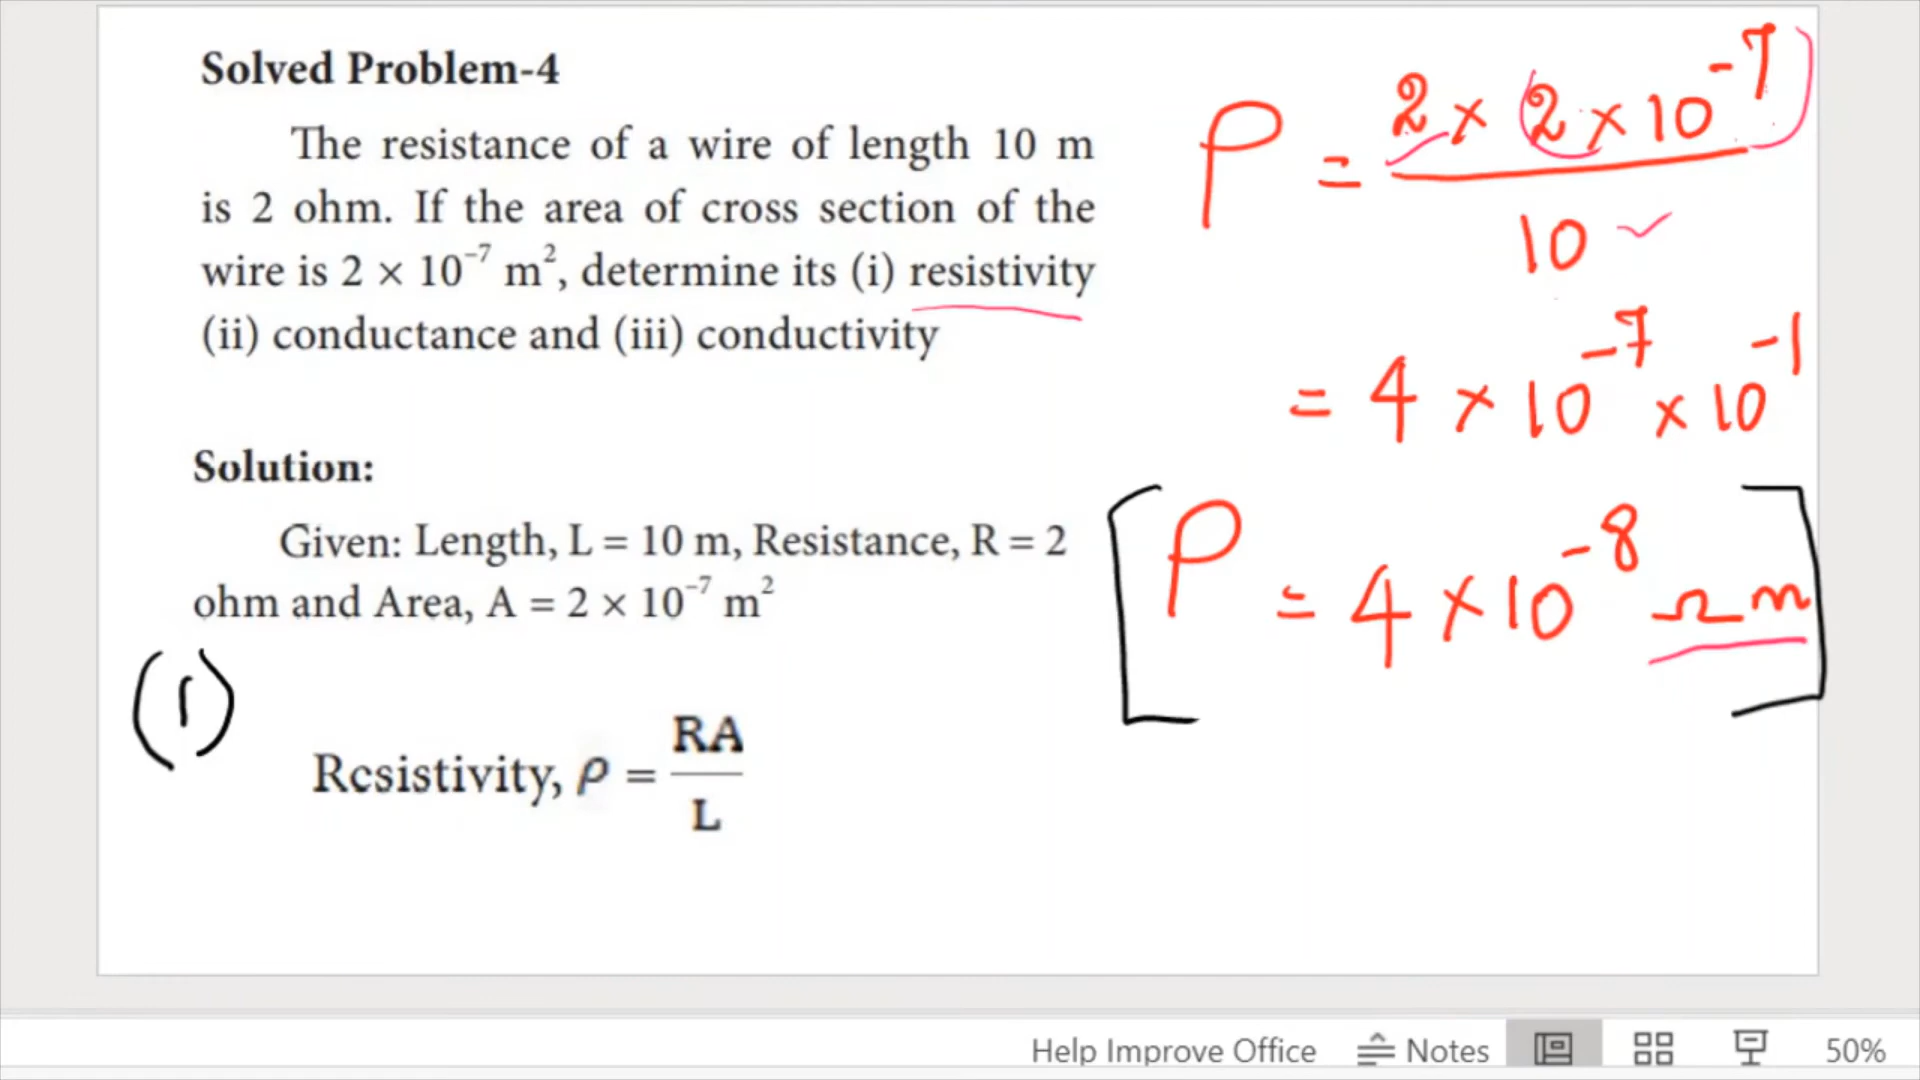 Solved Problem-4
The resistance of a wire of length 10 m
is 2 ohm. If the area of cross section of the
wire is 2 × 10⁻⁷ m², determine its (i) resistivity
(ii) conductance and (iii) conductivity
Solution:
Given: Length, L = 10 m, Resistance, R = 2
ohm and Area, A = 2 × 10⁻⁷ m²
(1)
Resistivity, ρ = RA
L
ρ = 2 × (2 × 10⁻⁷)
10
= 4 × 10⁻⁷ × 10⁻¹
[ρ = 4 × 10⁻⁸ Ωm]
Help Improve Office
Notes
50%